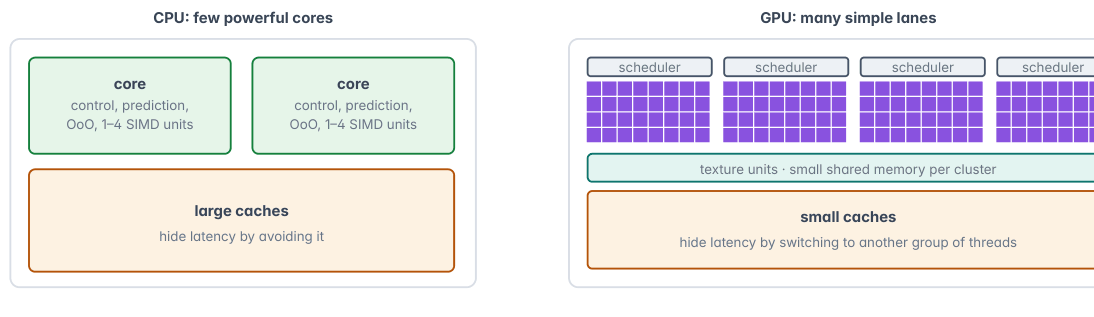 CPU: few powerful cores
core
control, prediction,
OoO, 1–4 SIMD units
core
control, prediction,
OoO, 1–4 SIMD units
large caches
hide latency by avoiding it
GPU: many simple lanes
scheduler
scheduler
scheduler
scheduler
texture units · small shared memory per cluster
small caches
hide latency by switching to another group of threads